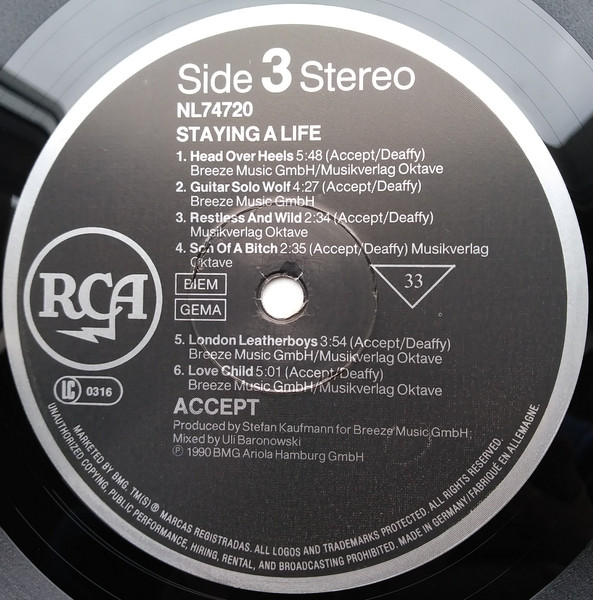 Side 3 Stereo
NL74720
STAYING A LIFE
1. Head Over Heels 5:48 (Accept/Deaffy)
Breeze Music GmbH/Musikverlag Oktave
2. Guitar Solo Wolf 4:27 (Accept/Deaffy)
Breeze Music GmbH
3. Restless And Wild 2:34 (Accept/Deaffy)
Musikverlag Oktave
4. Son Of A Bitch 2:35 (Accept/Deaffy) Musikverlag
Oktave
RCA
BIEM
GEMA
33
5. London Leatherboys 3:54 (Accept/Deaffy)
Breeze Music GmbH/Musikverlag Oktave
6. Love Child 5:01 (Accept/Deaffy)
Breeze Music GmbH/Musikverlag Oktave
LC 0316
ACCEPT
Produced by Stefan Kaufmann for Breeze Music GmbH;
Mixed by Uli Baronowski
Ⓟ 1990 BMG Ariola Hamburg GmbH
MARKETED BY BMG. TM(S) ® MARCAS REGISTRADAS. ALL LOGOS AND TRADEMARKS PROTECTED. ALL RIGHTS RESERVED.
UNAUTHORIZED COPYING, PUBLIC PERFORMANCE, HIRING, RENTAL, AND BROADCASTING PROHIBITED. MADE IN GERMANY/FABRIQUÉ EN ALLEMAGNE.